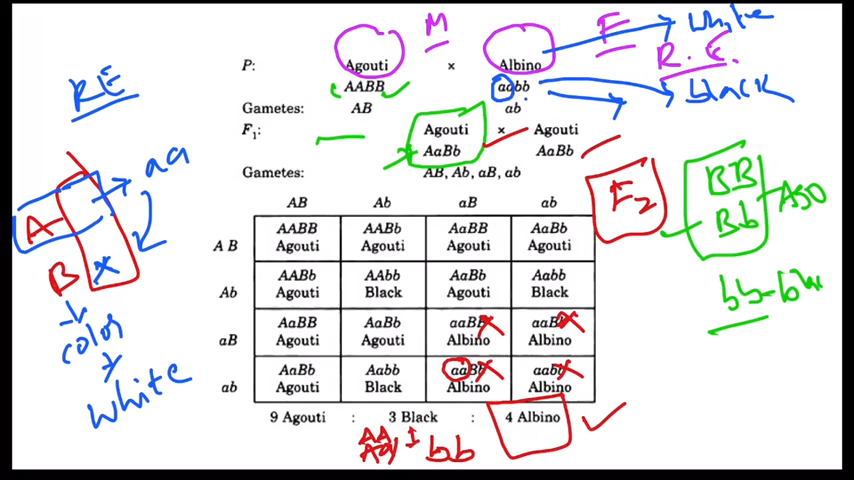 M
F
white
P: Agouti × Albino
R.E.
RE
AABB aabb
black
Gametes: AB ab
F1: Agouti × Agouti
AaBb AaBb
Gametes: AB, Ab, aB, ab
aa
A
B
color
white
F2
BB
Bb
AB Ab aB ab
AB AABB AABb AaBB AaBb
Agouti Agouti Agouti Agouti
Ab AABb AAbb AaBb Aabb
Agouti Black Agouti Black
aB AaBB AaBb aaBB aaBb
Agouti Agouti Albino Albino
ab AaBb Aabb aaBb aabb
Agouti Black Albino Albino
bb
9 Agouti : 3 Black : 4 Albino
AA
bb